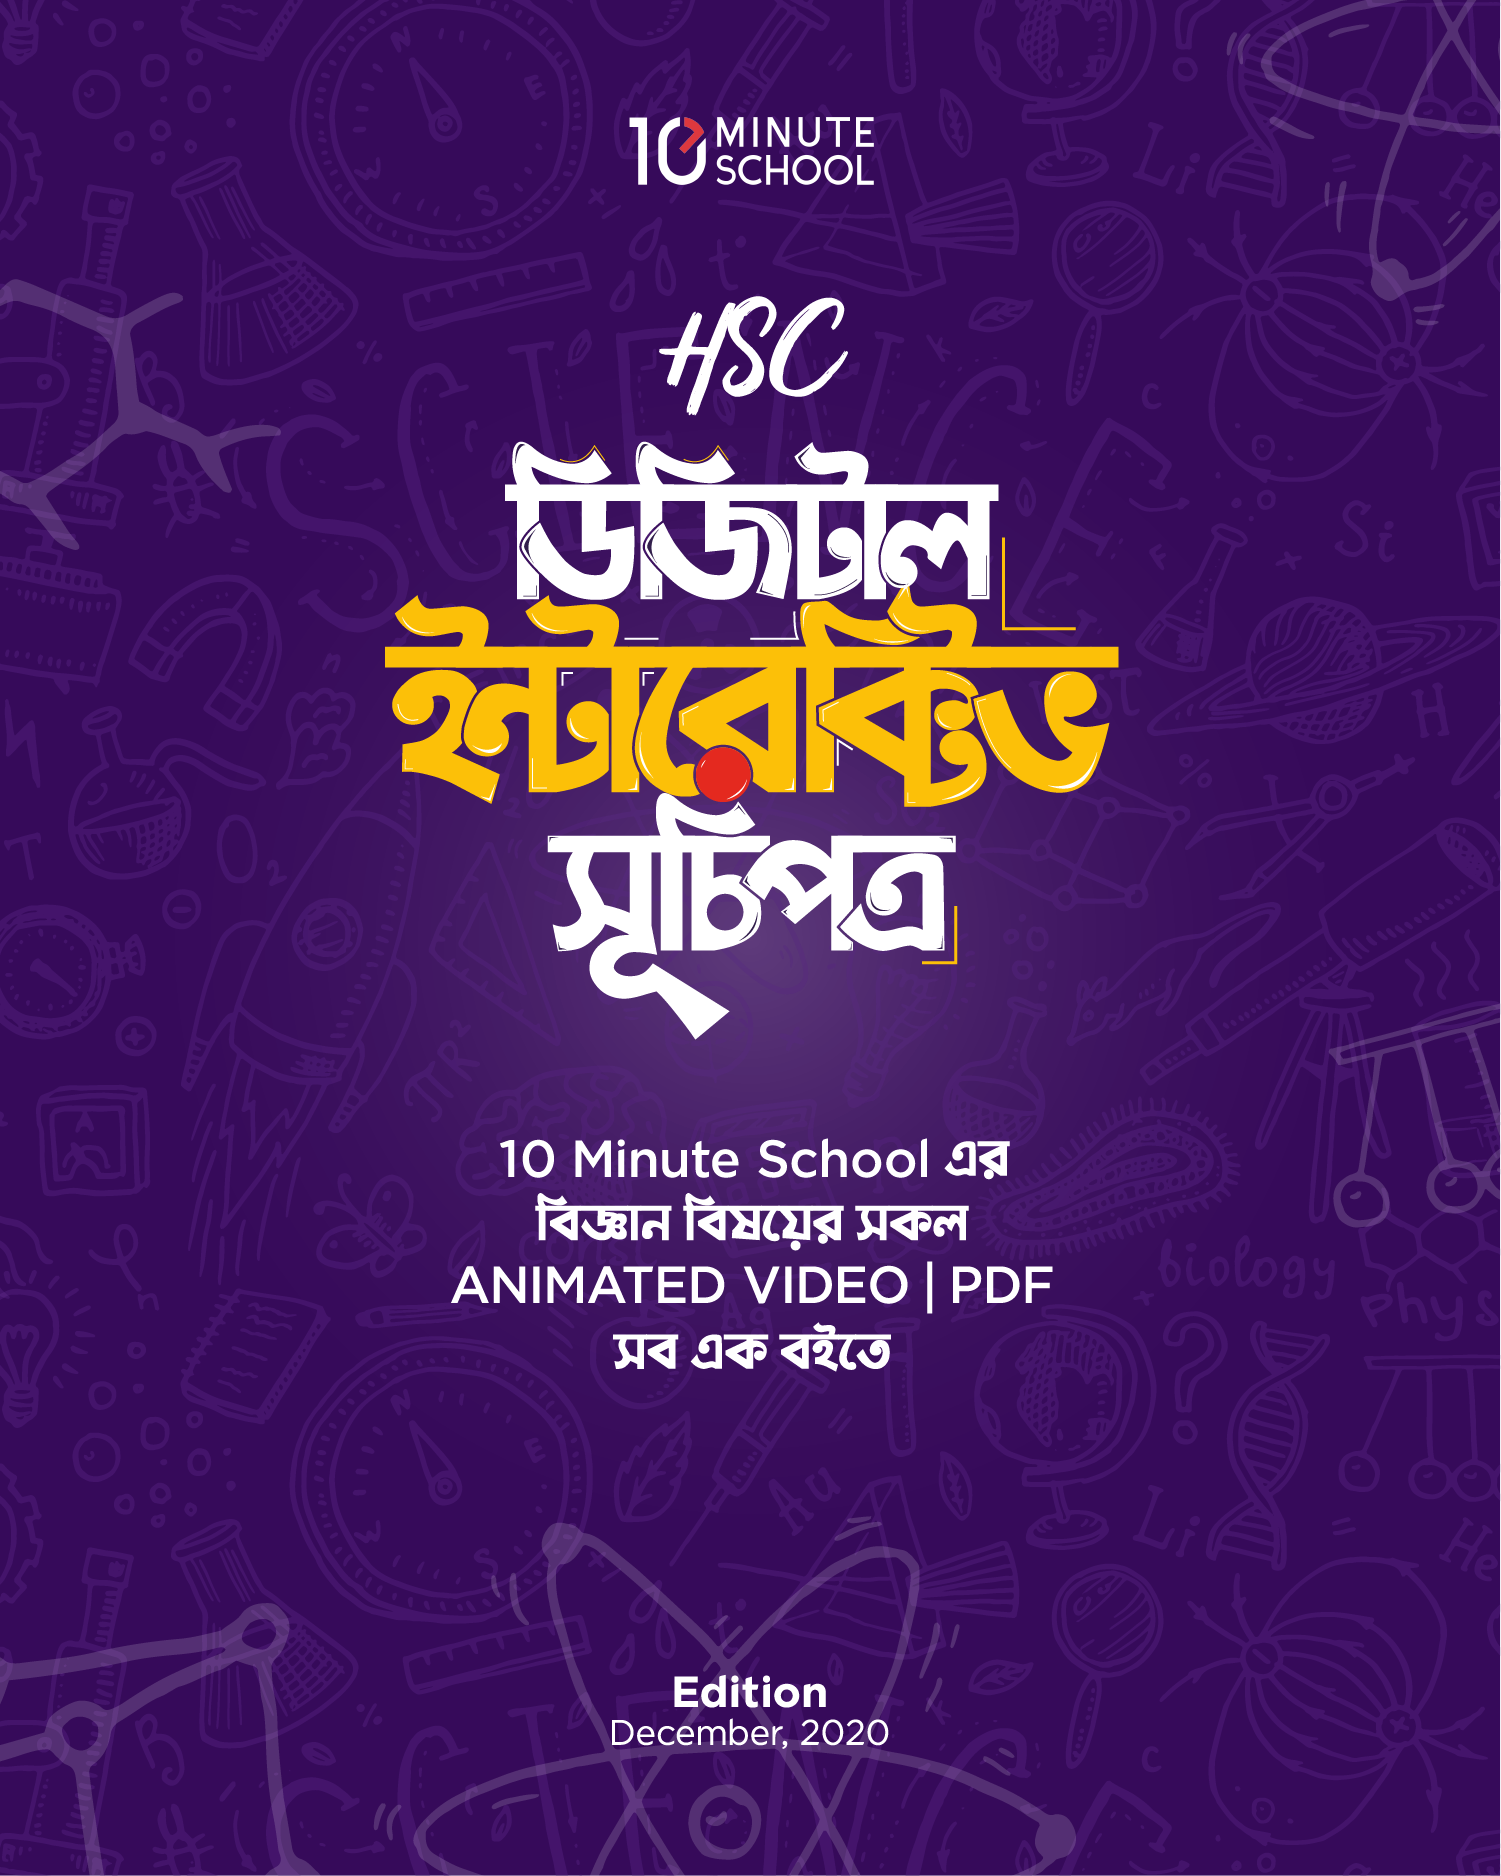 10 MINUTE
SCHOOL
HSC
ডিজিটাল
ইন্টারেক্টিভ
সূচিপত্র
10 Minute School এর
বিজ্ঞান বিষয়ের সকল
ANIMATED VIDEO | PDF
সব এক বইতে
Edition
December, 2020